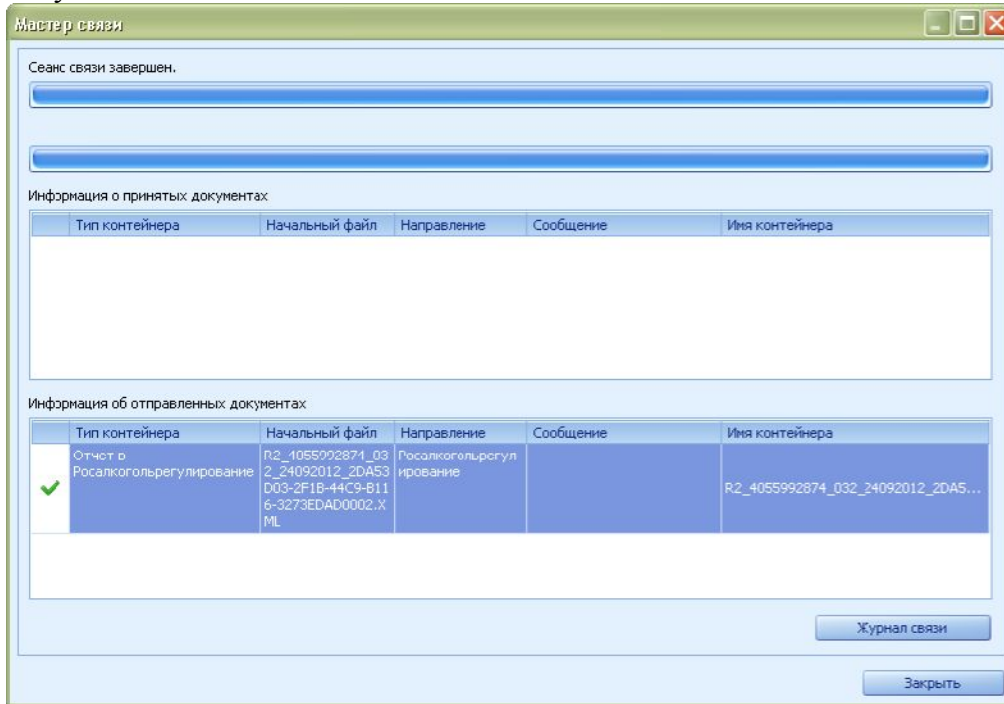 Мастер связи
Сеанс связи завершен.
Информация о принятых документах
Тип контейнера Начальный файл Направление Сообщение Имя контейнера
Информация об отправленных документах
Тип контейнера Начальный файл Направление Сообщение Имя контейнера
Отчет в Росалкогольрегулирование
R2_4055992874_03
2_24092012_2DA53
D03-2F1B-44C9-B11
6-3273EDAD0002.X
ML
Росалкогольрегул
ирование
R2_4055992874_032_24092012_2DA5...
Журнал связи
Закрыть